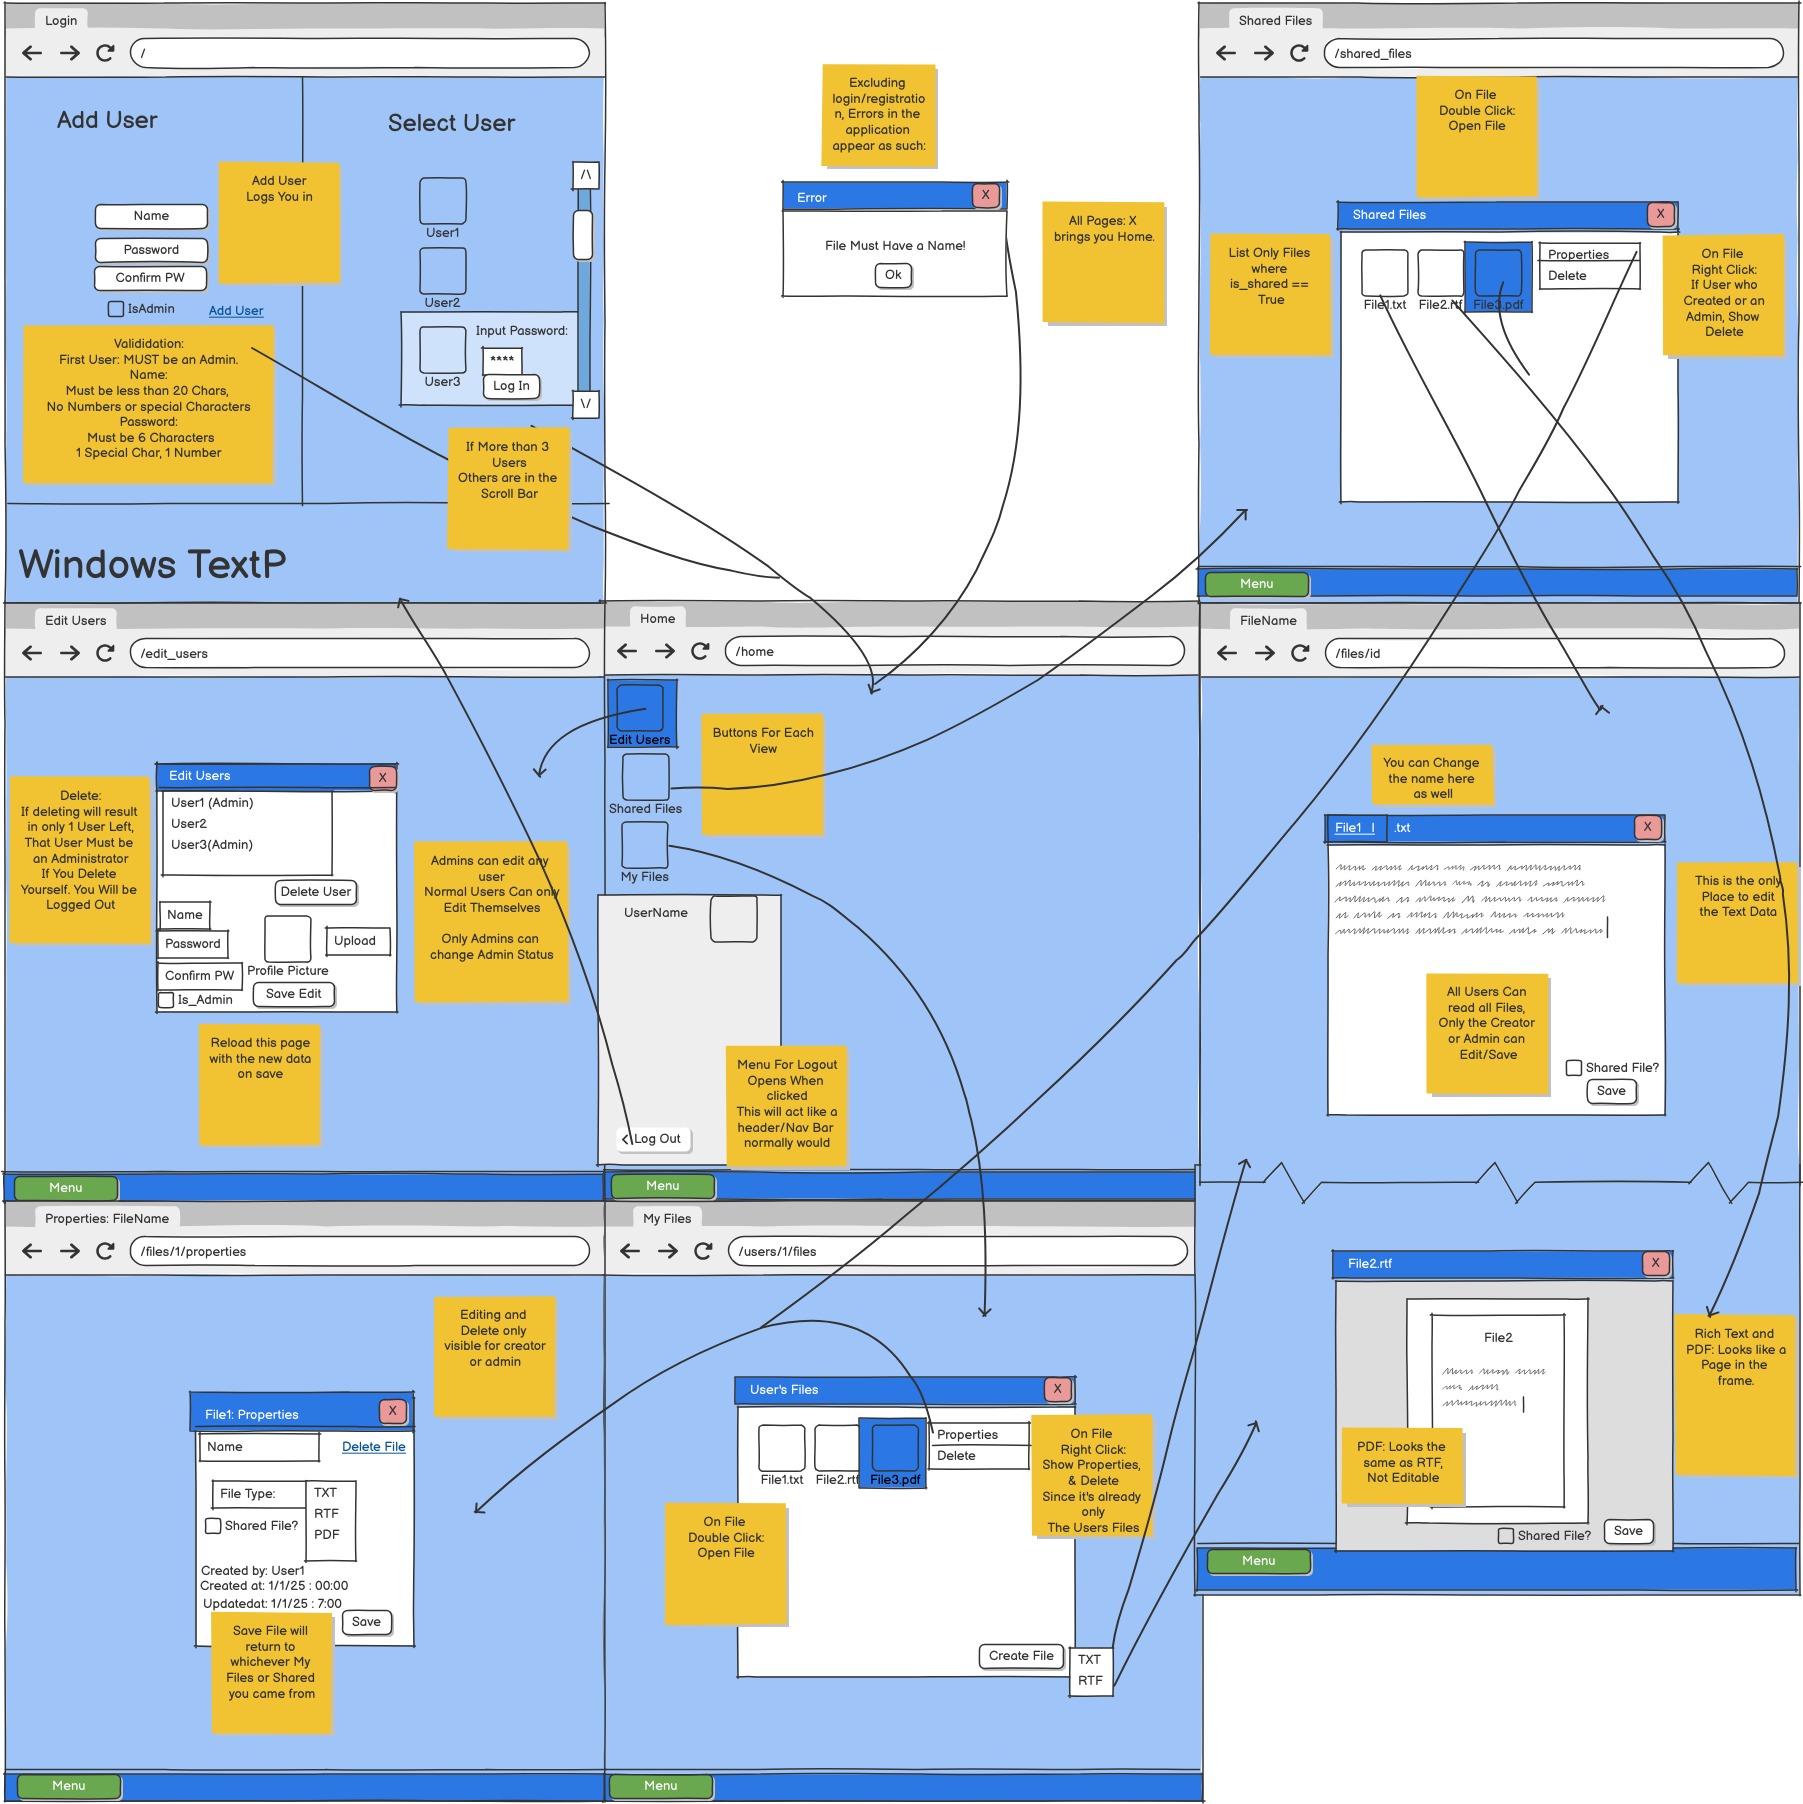 Login
/
Add User
Select User
Add User
Logs You in
Name
Password
Confirm PW
IsAdmin
Add User
Valididation:
First User: MUST be an Admin.
Name:
Must be less than 20 Chars,
No Numbers or special Characters
Password:
Must be 6 Characters
1 Special Char, 1 Number
User1
User2
User3
Input Password:
****
Log In
/\
\/
If More than 3
Users
Others are in the
Scroll Bar
Windows TextP
Excluding
login/registratio
n, Errors in the
application
appear as such:
Error
X
File Must Have a Name!
Ok
All Pages: X
brings you Home.
Shared Files
/shared_files
On File
Double Click:
Open File
Shared Files
X
List Only Files
where
is_shared ==
True
File1.txt
File2.rtf
File3.pdf
Properties
Delete
On File
Right Click:
If User who
Created or an
Admin, Show
Delete
Menu
Edit Users
/edit_users
Delete:
If deleting will result
in only 1 User Left,
That User Must be
an Administrator
If You Delete
Yourself. You Will be
Logged Out
Edit Users
X
User1 (Admin)
User2
User3(Admin)
Delete User
Name
Password
Confirm PW
Is_Admin
Profile Picture
Upload
Save Edit
Admins can edit any
user
Normal Users Can only
Edit Themselves
Only Admins can
change Admin Status
Reload this page
with the new data
on save
Menu
Home
/home
Edit Users
Shared Files
My Files
Buttons For Each
View
UserName
<Log Out
Menu For Logout
Opens When
clicked
This will act like a
header/Nav Bar
normally would
Menu
FileName
/files/id
You can Change
the name here
as well
File1 I
.txt
X
This is the only
Place to edit
the Text Data
All Users Can
read all Files,
Only the Creator
or Admin can
Edit/Save
Shared File?
Save
File2.rtf
X
File2
Rich Text and
PDF: Looks like a
Page in the
frame.
PDF: Looks the
same as RTF,
Not Editable
Shared File?
Save
Menu
Properties: FileName
/files/1/properties
Editing and
Delete only
visible for creator
or admin
File1: Properties
X
Name
Delete File
File Type:
TXT
RTF
PDF
Shared File?
Created by: User1
Created at: 1/1/25 : 00:00
Updatedat: 1/1/25 : 7:00
Save
Save File will
return to
whichever My
Files or Shared
you came from
Menu
My Files
/users/1/files
User's Files
X
File1.txt
File2.rtf
File3.pdf
Properties
Delete
On File
Right Click:
Show Properties,
& Delete
Since it's already
only
The Users Files
On File
Double Click:
Open File
Create File
TXT
RTF
Menu